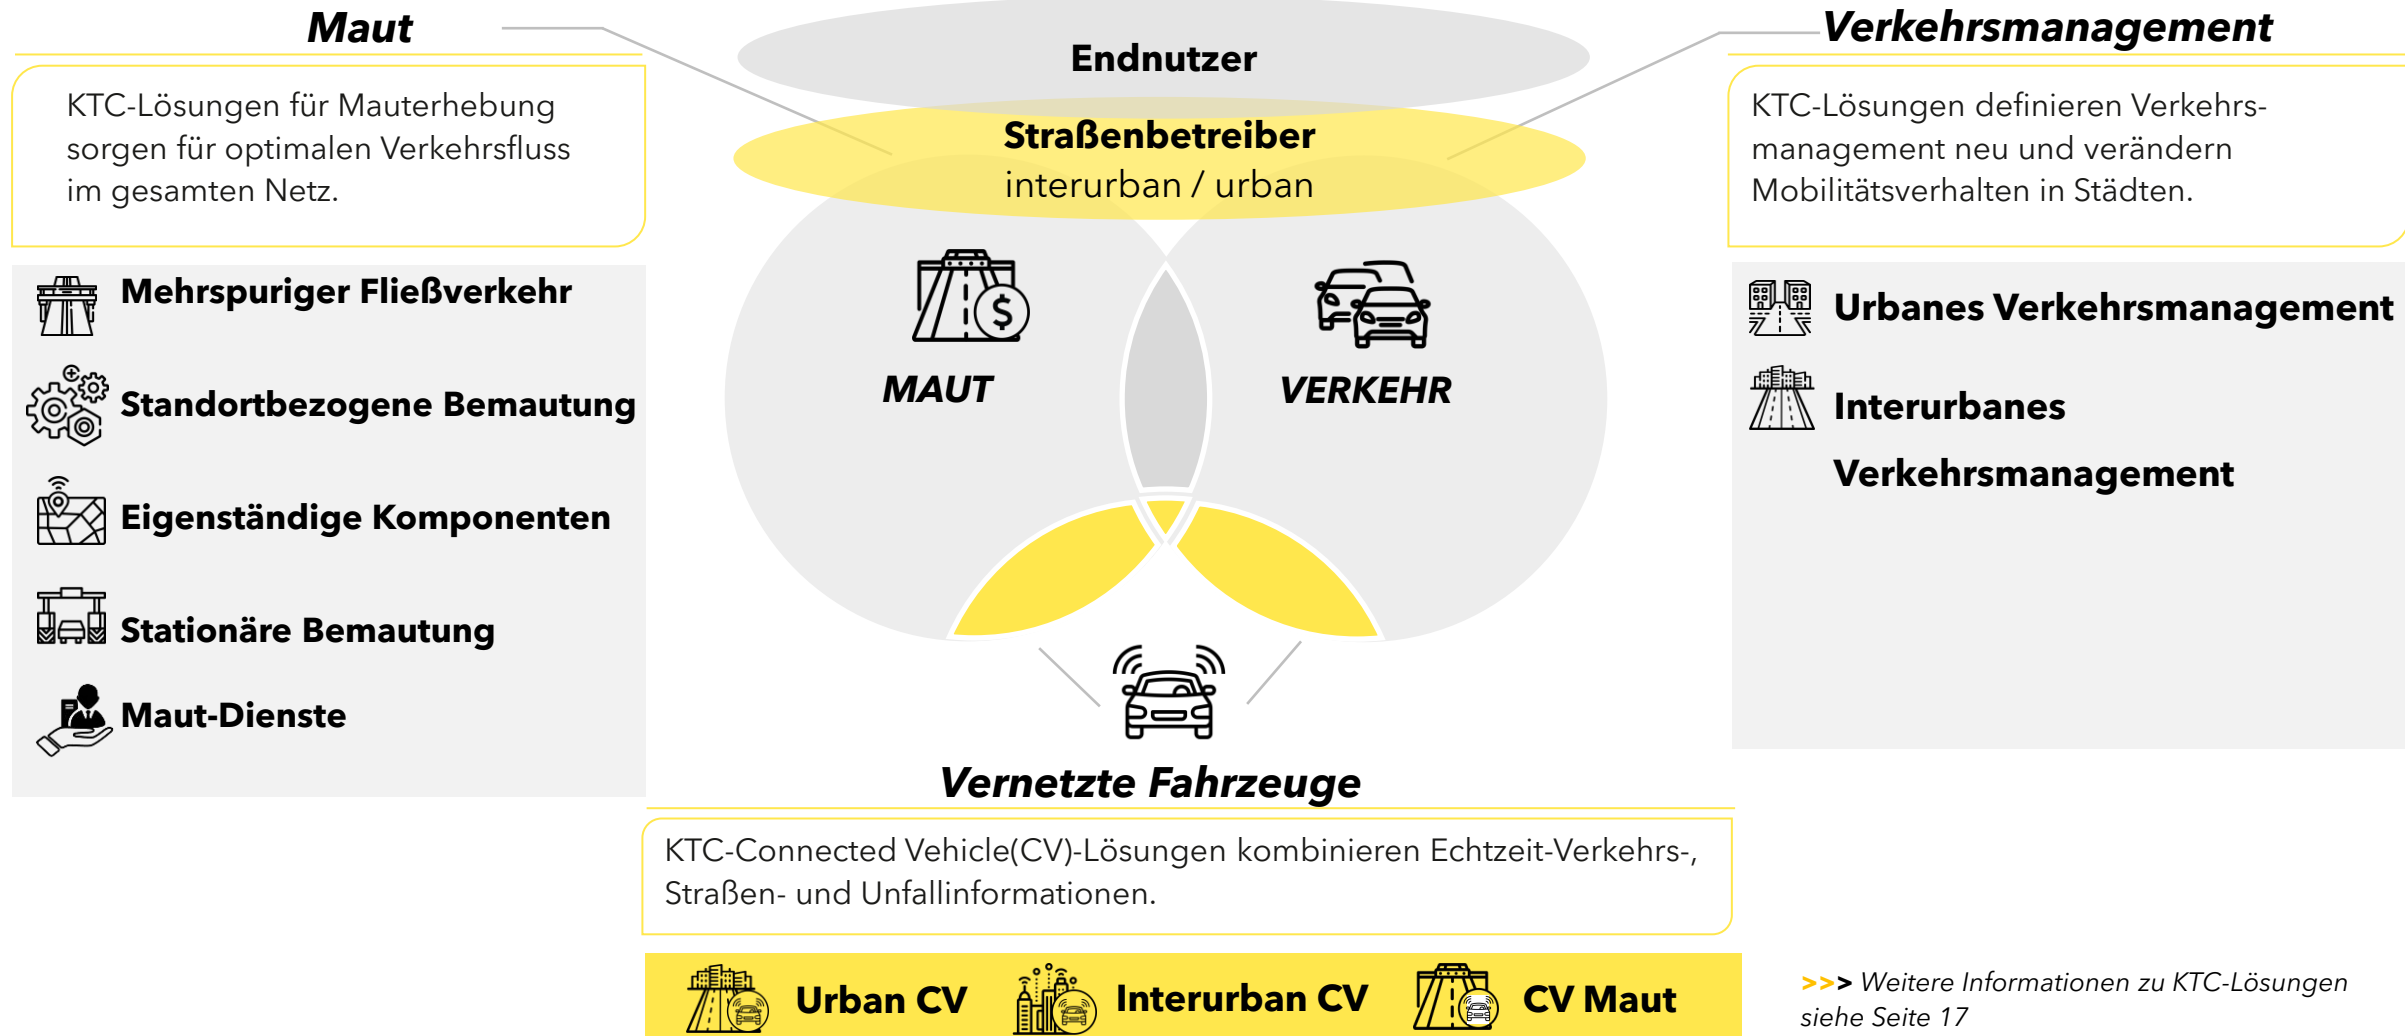 Maut
KTC-Lösungen für Mauterhebung
sorgen für optimalen Verkehrsfluss
im gesamten Netz.
Mehrspuriger Fließverkehr
Standortbezogene Bemautung
Eigenständige Komponenten
Stationäre Bemautung
Maut-Dienste
Endnutzer
Straßenbetreiber
interurban / urban
$
MAUT
VERKEHR
Verkehrsmanagement
KTC-Lösungen definieren Verkehrs-
management neu und verändern
Mobilitätsverhalten in Städten.
Urbanes Verkehrsmanagement
Interurbanes
Verkehrsmanagement
Vernetzte Fahrzeuge
KTC-Connected Vehicle(CV)-Lösungen kombinieren Echtzeit-Verkehrs-,
Straßen- und Unfallinformationen.
Urban CV
Interurban CV
CV Maut
>>> Weitere Informationen zu KTC-Lösungen
siehe Seite 17